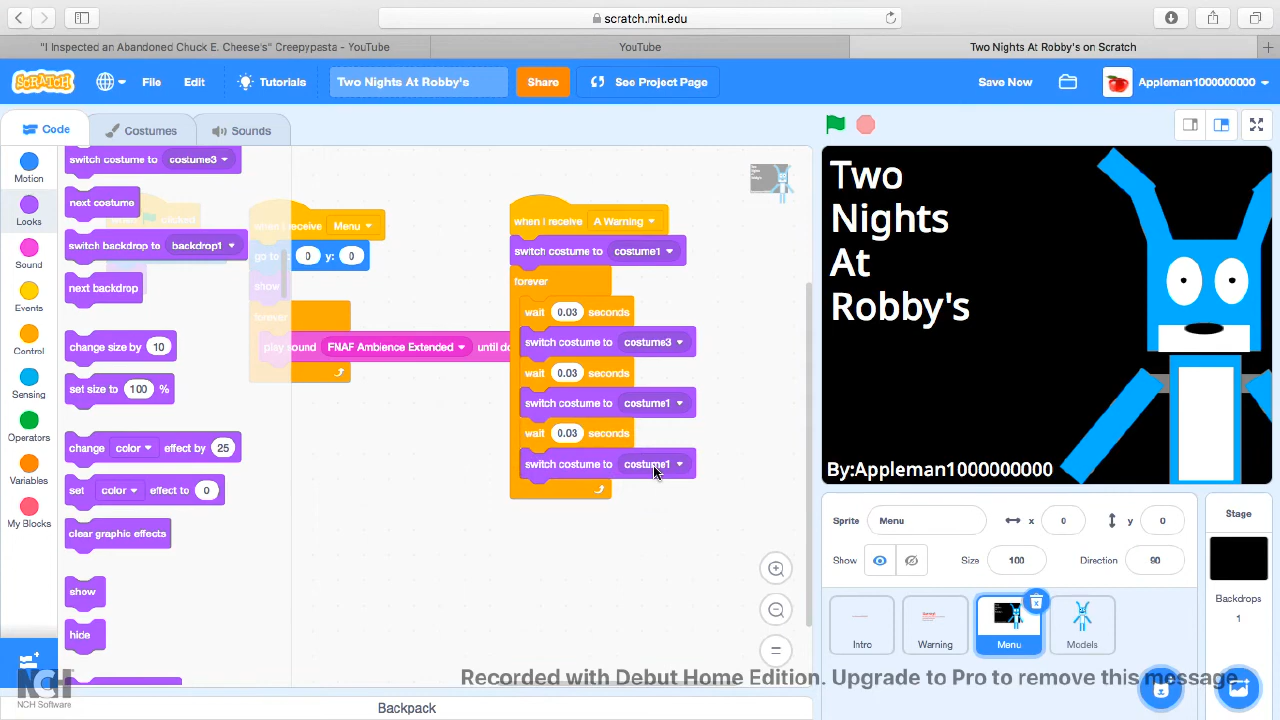 scratch.mit.edu
"I Inspected an Abandoned Chuck E. Cheese's" Creepypasta - YouTube
YouTube
Two Nights At Robby's on Scratch
SCRATCH
File
Edit
Tutorials
Two Nights At Robby's
Share
See Project Page
Save Now
Appleman1000000000
Code
Costumes
Sounds
Motion
Looks
Sound
Events
Control
Sensing
Operators
Variables
My Blocks
switch costume to costume3
next costume
switch backdrop to backdrop1
next backdrop
change size by 10
set size to 100 %
change color effect by 25
set color effect to 0
clear graphic effects
show
hide
clicked
when I receive Menu
go to 0 y: 0
show
forever
play sound FNAF Ambience Extended until do
when I receive A Warning
switch costume to costume1
forever
wait 0.03 seconds
switch costume to costume3
wait 0.03 seconds
switch costume to costume1
wait 0.03 seconds
switch costume to costume1
Two
Nights
At
Robby's
By:Appleman1000000000
Sprite Menu x 0 y 0
Show Size 100 Direction 90
Intro
Warning
Menu
Models
Stage
Backdrops
1
Backpack
NCH
NCH Software
Recorded with Debut Home Edition. Upgrade to Pro to remove this message